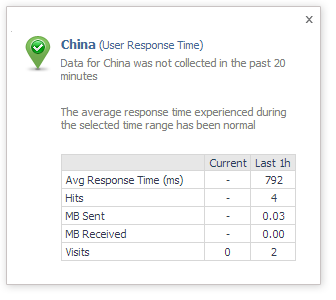 x
China (User Response Time)
Data for China was not collected in the past 20
minutes
The average response time experienced during
the selected time range has been normal
Current Last 1h
Avg Response Time (ms) - 792
Hits - 4
MB Sent - 0.03
MB Received - 0.00
Visits 0 2